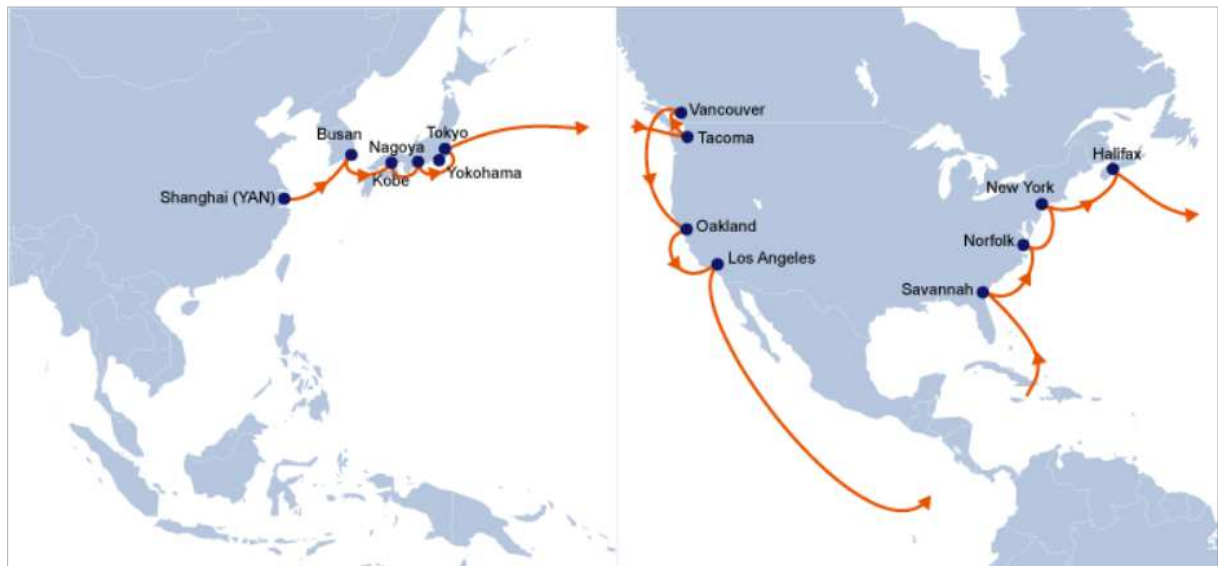 Shanghai (YAN)
Busan
Nagoya
Kobe
Tokyo
Yokohama
Vancouver
Tacoma
Oakland
Los Angeles
Savannah
Norfolk
New York
Halifax